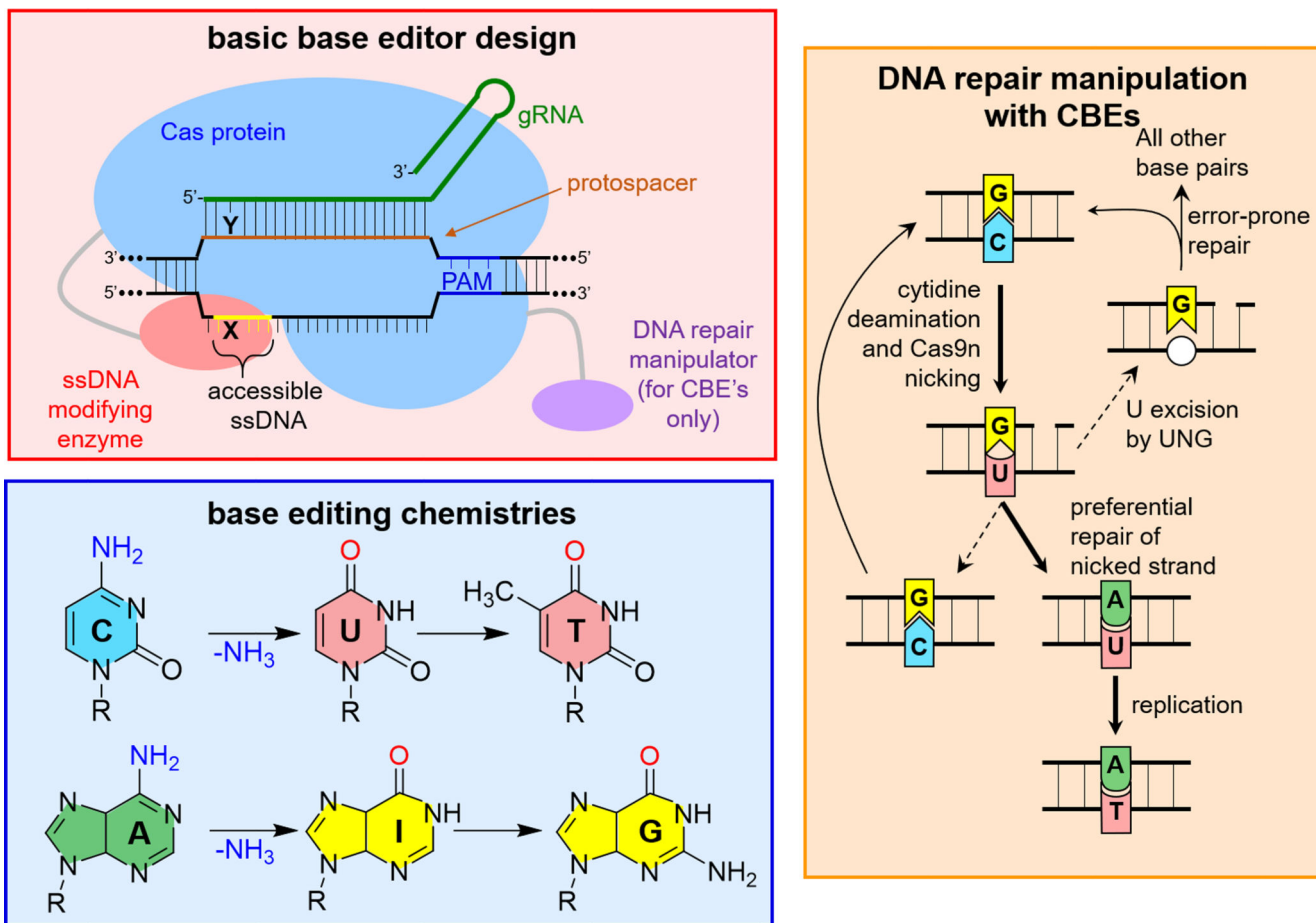 basic base editor design
Cas protein
gRNA
3'-
5'-
protospacer
Y
3'•••
•••5'
PAM
5'•••
•••3'
X
ssDNA
modifying
enzyme
accessible
ssDNA
DNA repair
manipulator
(for CBE's
only)
base editing chemistries
NH2
C
N
N
O
R
-NH3
O
U
NH
N
O
R
O
H3C
T
NH
N
O
R
NH2
N
A
N
N
N
R
-NH3
O
N
I
NH
N
N
R
O
N
G
NH
N
N
NH2
R
DNA repair manipulation
with CBEs
All other
base pairs
G
C
error-prone
repair
cytidine
deamination
and Cas9n
nicking
G
G
U
U excision
by UNG
preferential
repair of
nicked strand
G
C
A
U
replication
A
T